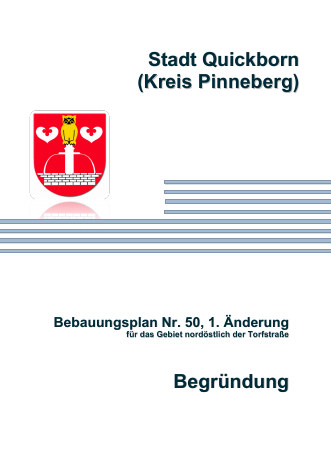 Stadt Quickborn
(Kreis Pinneberg)
Bebauungsplan Nr. 50, 1. Änderung
für das Gebiet nordöstlich der Torfstraße
Begründung